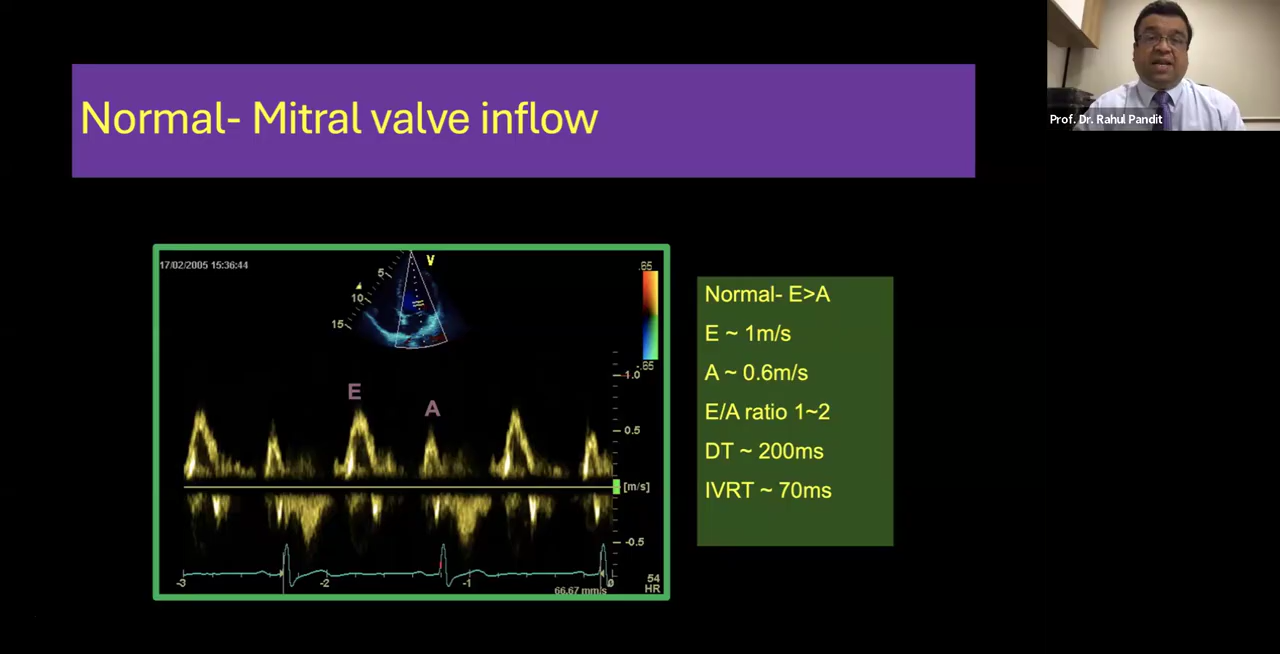 Prof. Dr. Rahul Pandit
Normal- Mitral valve inflow
17/02/2005 15:36:44
V
5
10
15
.65
-.65
E
A
1.0
0.5
[m/s]
-0.5
-3
-2
-1
0
54
HR
66.67 mm/s
Normal- E>A
E ~ 1m/s
A ~ 0.6m/s
E/A ratio 1~2
DT ~ 200ms
IVRT ~ 70ms